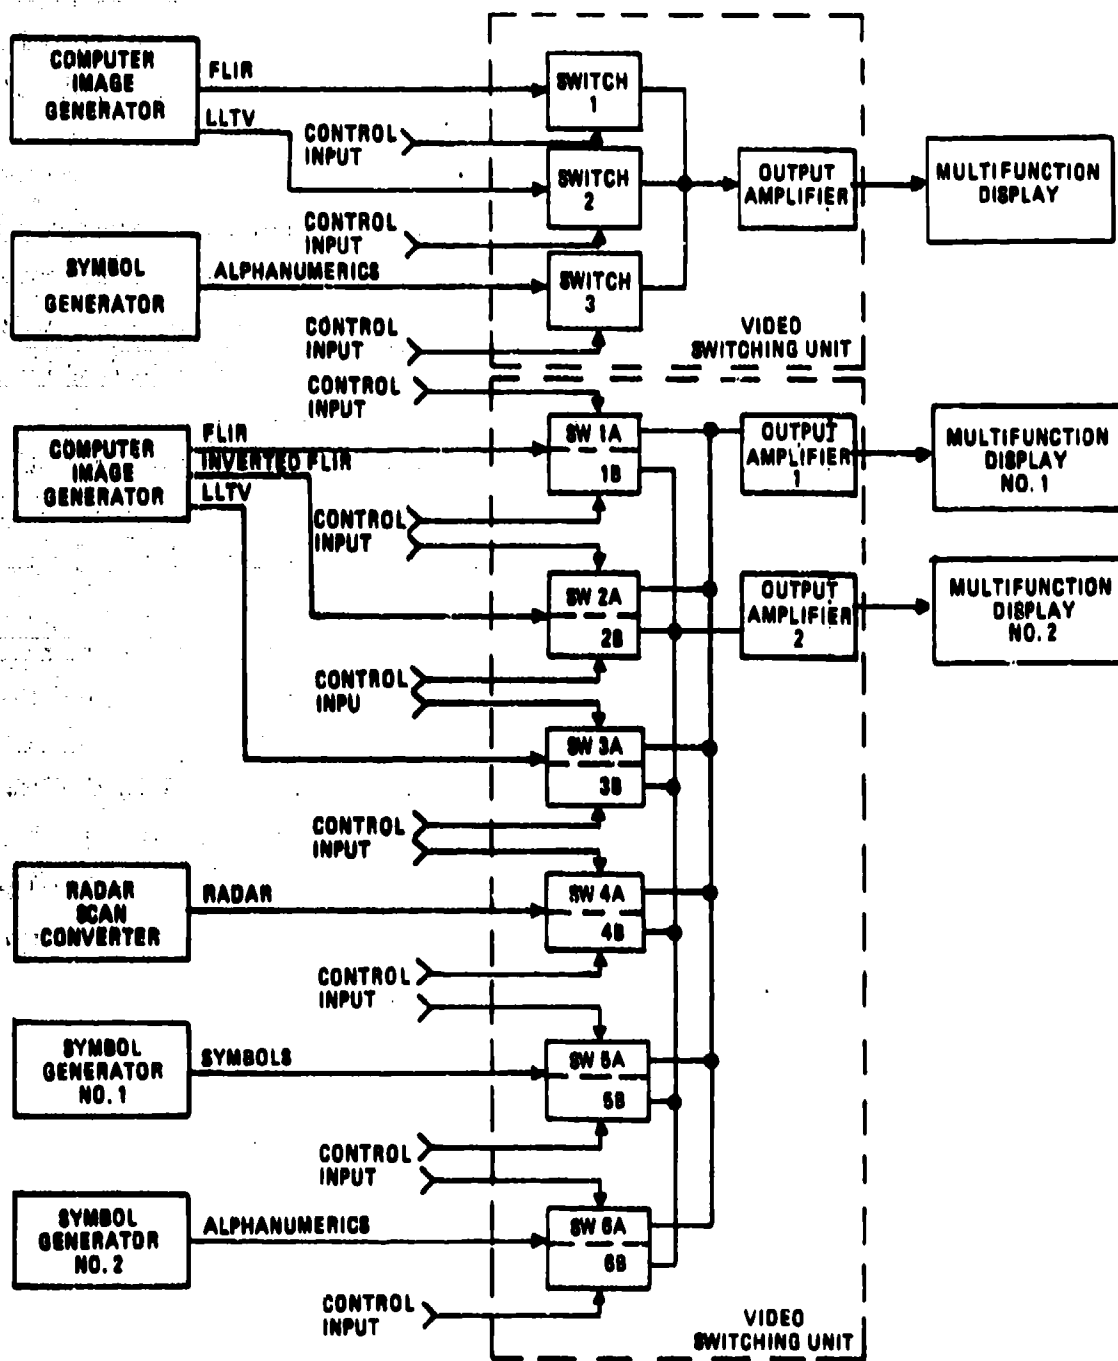 COMPUTER
IMAGE
GENERATOR
FLIR
LLTV
CONTROL
INPUT
SWITCH
1
SWITCH
2
CONTROL
INPUT
OUTPUT
AMPLIFIER
MULTIFUNCTION
DISPLAY
SYMBOL
GENERATOR
ALPHANUMERICS
SWITCH
3
CONTROL
INPUT
VIDEO
SWITCHING UNIT
CONTROL
INPUT
COMPUTER
IMAGE
GENERATOR
FLIR
INVERTED FLIR
LLTV
SW 1A
1B
OUTPUT
AMPLIFIER
1
MULTIFUNCTION
DISPLAY
NO. 1
CONTROL
INPUT
SW 2A
2B
OUTPUT
AMPLIFIER
2
MULTIFUNCTION
DISPLAY
NO. 2
CONTROL
INPU
SW 3A
3B
CONTROL
INPUT
RADAR
SCAN
CONVERTER
RADAR
SW 4A
4B
CONTROL
INPUT
SYMBOL
GENERATOR
NO. 1
SYMBOLS
SW 5A
5B
CONTROL
INPUT
SYMBOL
GENERATOR
NO. 2
ALPHANUMERICS
SW 6A
6B
CONTROL
INPUT
VIDEO
SWITCHING UNIT